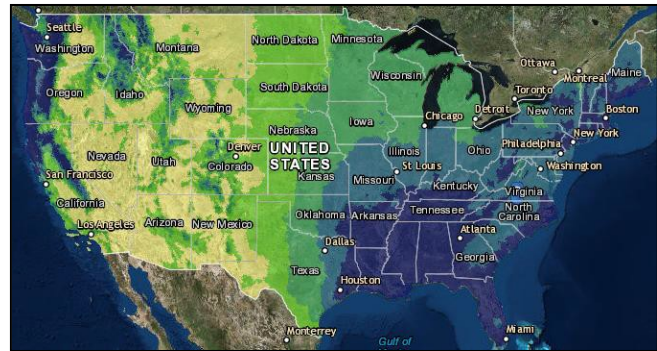 Seattle
Washington
Montana
North Dakota
Minnesota
Ottawa
Montreal
Maine
Oregon
Idaho
Wisconsin
Toronto
South Dakota
Wyoming
Detroit
New York
Boston
Iowa
Chicago
Nebraska
Denver
UNITED
STATES
Nevada
Utah
Colorado
Illinois
Ohio
Philadelphia
New York
San Francisco
Kansas
Missouri
St Louis
Washington
Kentucky
Virginia
California
Los Angeles
Arizona
New Mexico
Oklahoma
Arkansas
Tennessee
North
Carolina
Dallas
Atlanta
Georgia
Texas
Houston
Monterrey
Miami
Gulf of